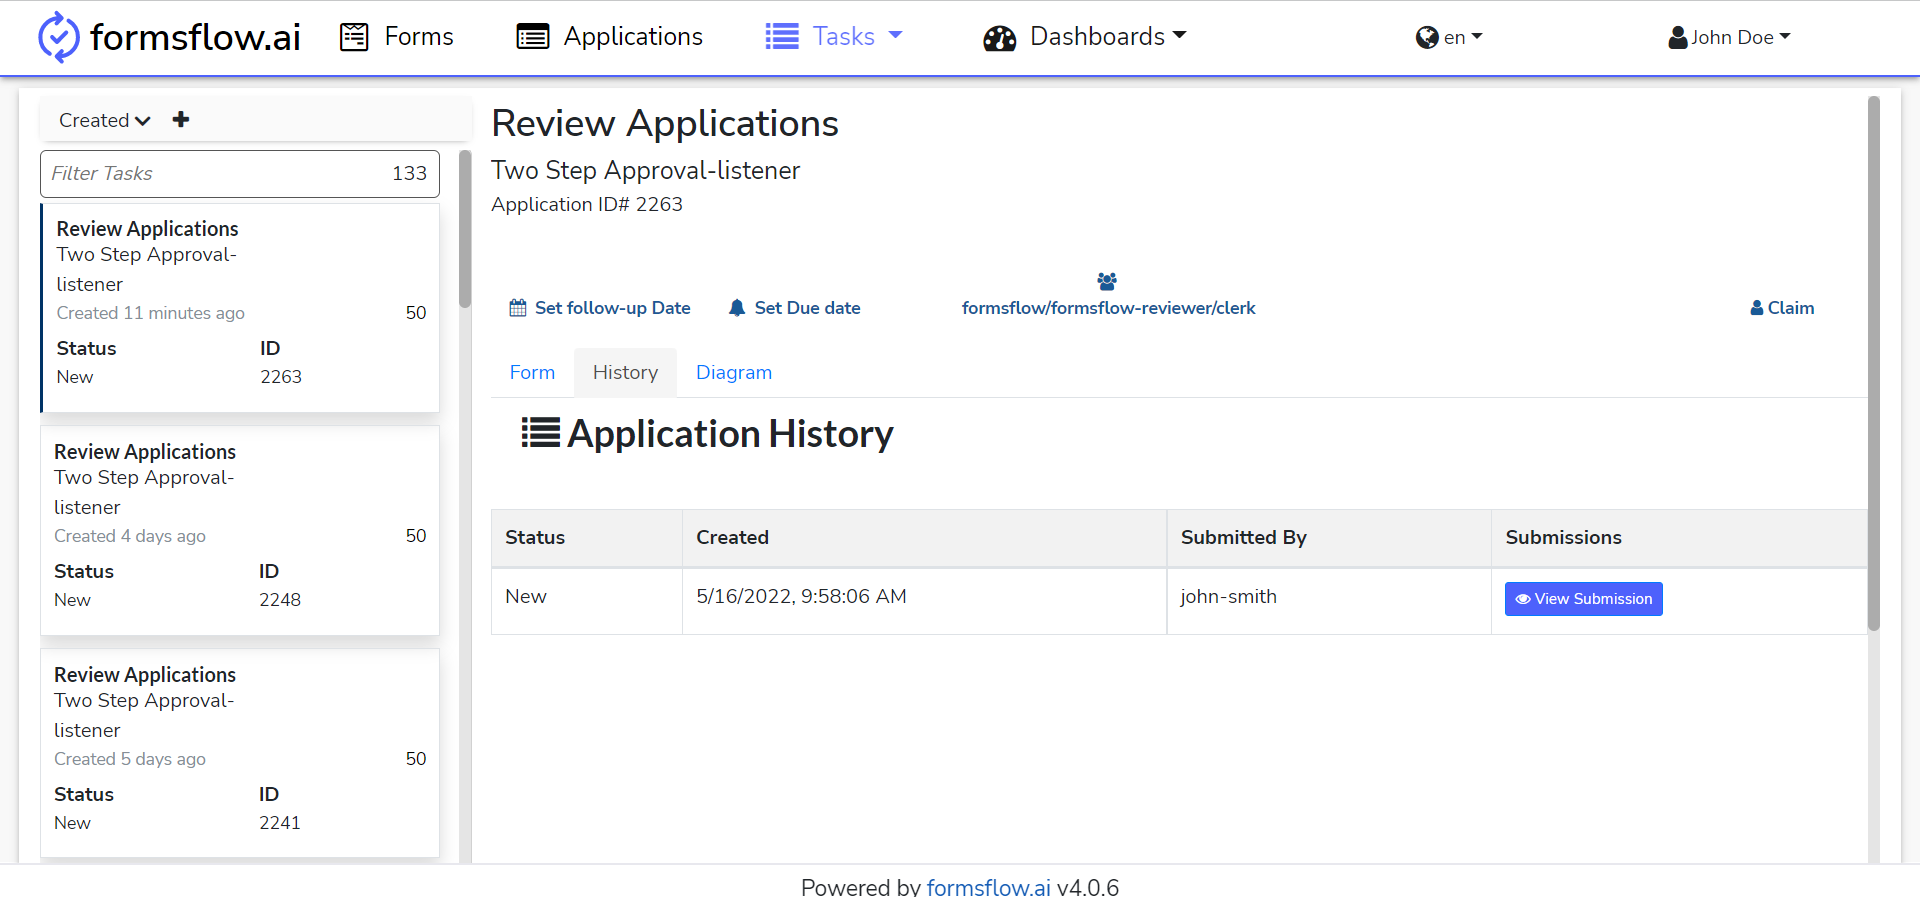 formsflow.ai Forms Applications Tasks Dashboards en John Doe
Created
Filter Tasks 133
Review Applications
Two Step Approval-
listener
Created 11 minutes ago 50
Status ID
New 2263
Review Applications
Two Step Approval-
listener
Created 4 days ago 50
Status ID
New 2248
Review Applications
Two Step Approval-
listener
Created 5 days ago 50
Status ID
New 2241
Review Applications
Two Step Approval-listener
Application ID# 2263
Set follow-up Date Set Due date formsflow/formsflow-reviewer/clerk Claim
Form History Diagram
Application History
Status Created Submitted By Submissions
New 5/16/2022, 9:58:06 AM john-smith View Submission
Powered by formsflow.ai v4.0.6